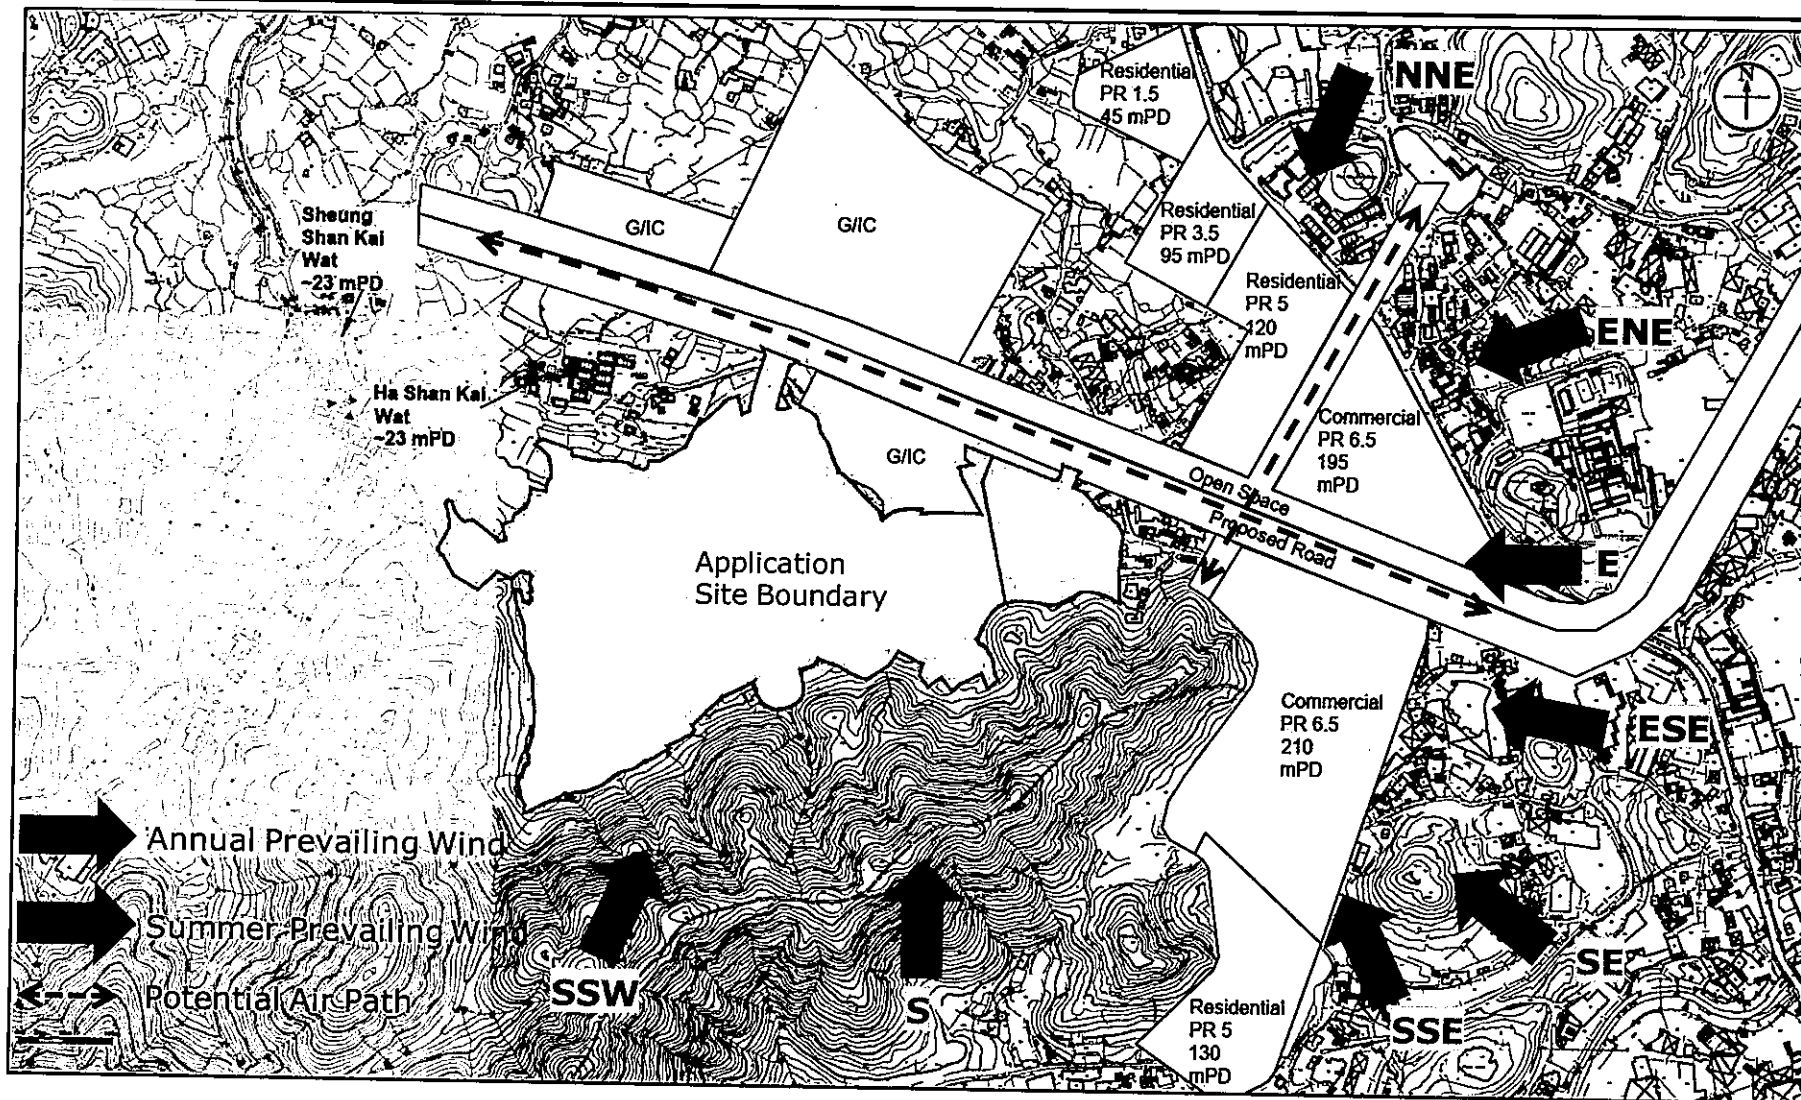 Residential
PR 1.5
45 mPD
NNE
N
Sheung
Shan Kai
Wat
~23 mPD
G/IC
G/IC
Residential
PR 3.5
95 mPD
Residential
PR 5
120
mPD
ENE
Ha Shan Kai
Wat
~23 mPD
Commercial
PR 6.5
195
mPD
G/IC
Open Space
Proposed Road
Application
Site Boundary
E
Commercial
PR 6.5
210
mPD
ESE
Annual Prevailing Wind
Summer Prevailing Wind
Potential Air Path
SSW
S
SE
SSE
Residential
PR 5
130
mPD